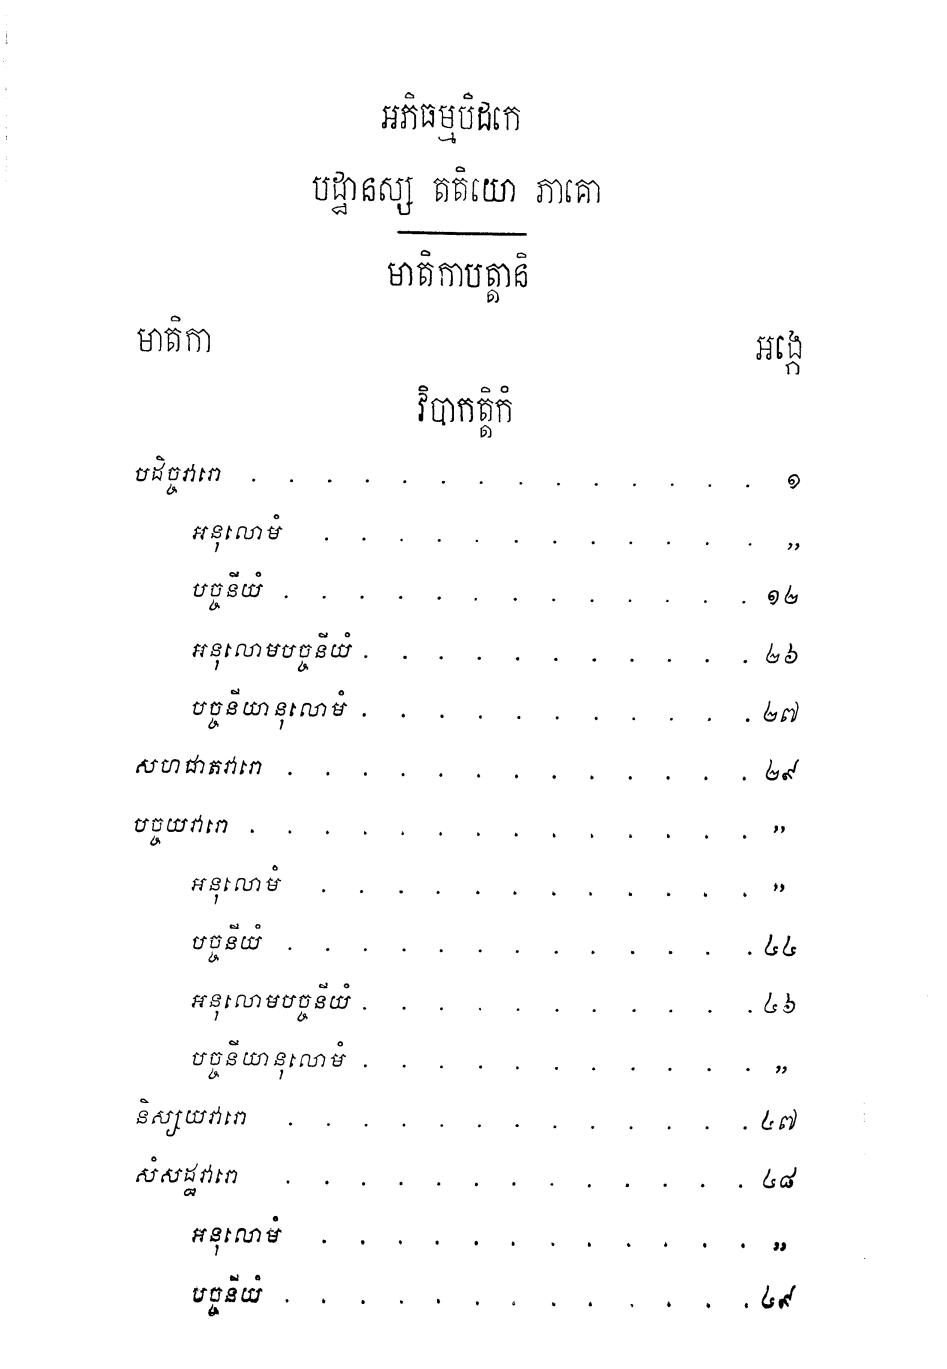 អភិធម្មបិដកេ
បដ្ឋានស្ស តតិយោ ភាគោ
មាតិកាបត្តានិ
មាតិកា អង្កេ
វិបាកត្តិកំ
បដិច្ចវារោ . . . . . . . . . . . . . . ១
អនុលោមំ . . . . . . . . . . . . ,,
បច្ចនីយំ . . . . . . . . . . . . . ១២
អនុលោមបច្ចនីយំ . . . . . . . . . . . ២៦
បច្ចនីយានុលោមំ . . . . . . . . . . . ២៧
សហជាតវារោ . . . . . . . . . . . . . ២៩
បច្ចយវារោ . . . . . . . . . . . . . . ,,
អនុលោមំ . . . . . . . . . . . . ,,
បច្ចនីយំ . . . . . . . . . . . . . ៤៤
អនុលោមបច្ចនីយំ . . . . . . . . . . . ៤៦
បច្ចនីយានុលោមំ . . . . . . . . . . . ,,
និស្សយវារោ . . . . . . . . . . . . . ៤៧
សំសដ្ឋវារោ . . . . . . . . . . . . . ៤៨
អនុលោមំ . . . . . . . . . . . . ,,
បច្ចនីយំ . . . . . . . . . . . . . ៤៩